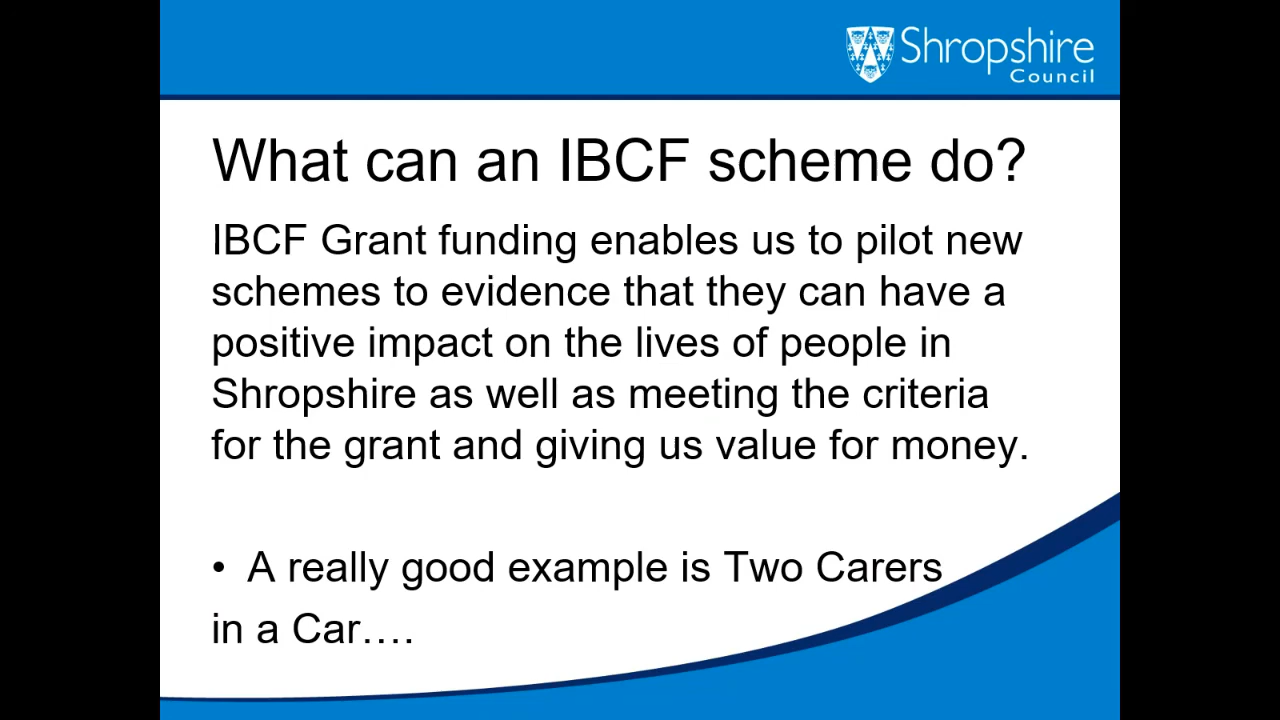 Shropshire
Council
What can an IBCF scheme do?
IBCF Grant funding enables us to pilot new
schemes to evidence that they can have a
positive impact on the lives of people in
Shropshire as well as meeting the criteria
for the grant and giving us value for money.
• A really good example is Two Carers
in a Car….